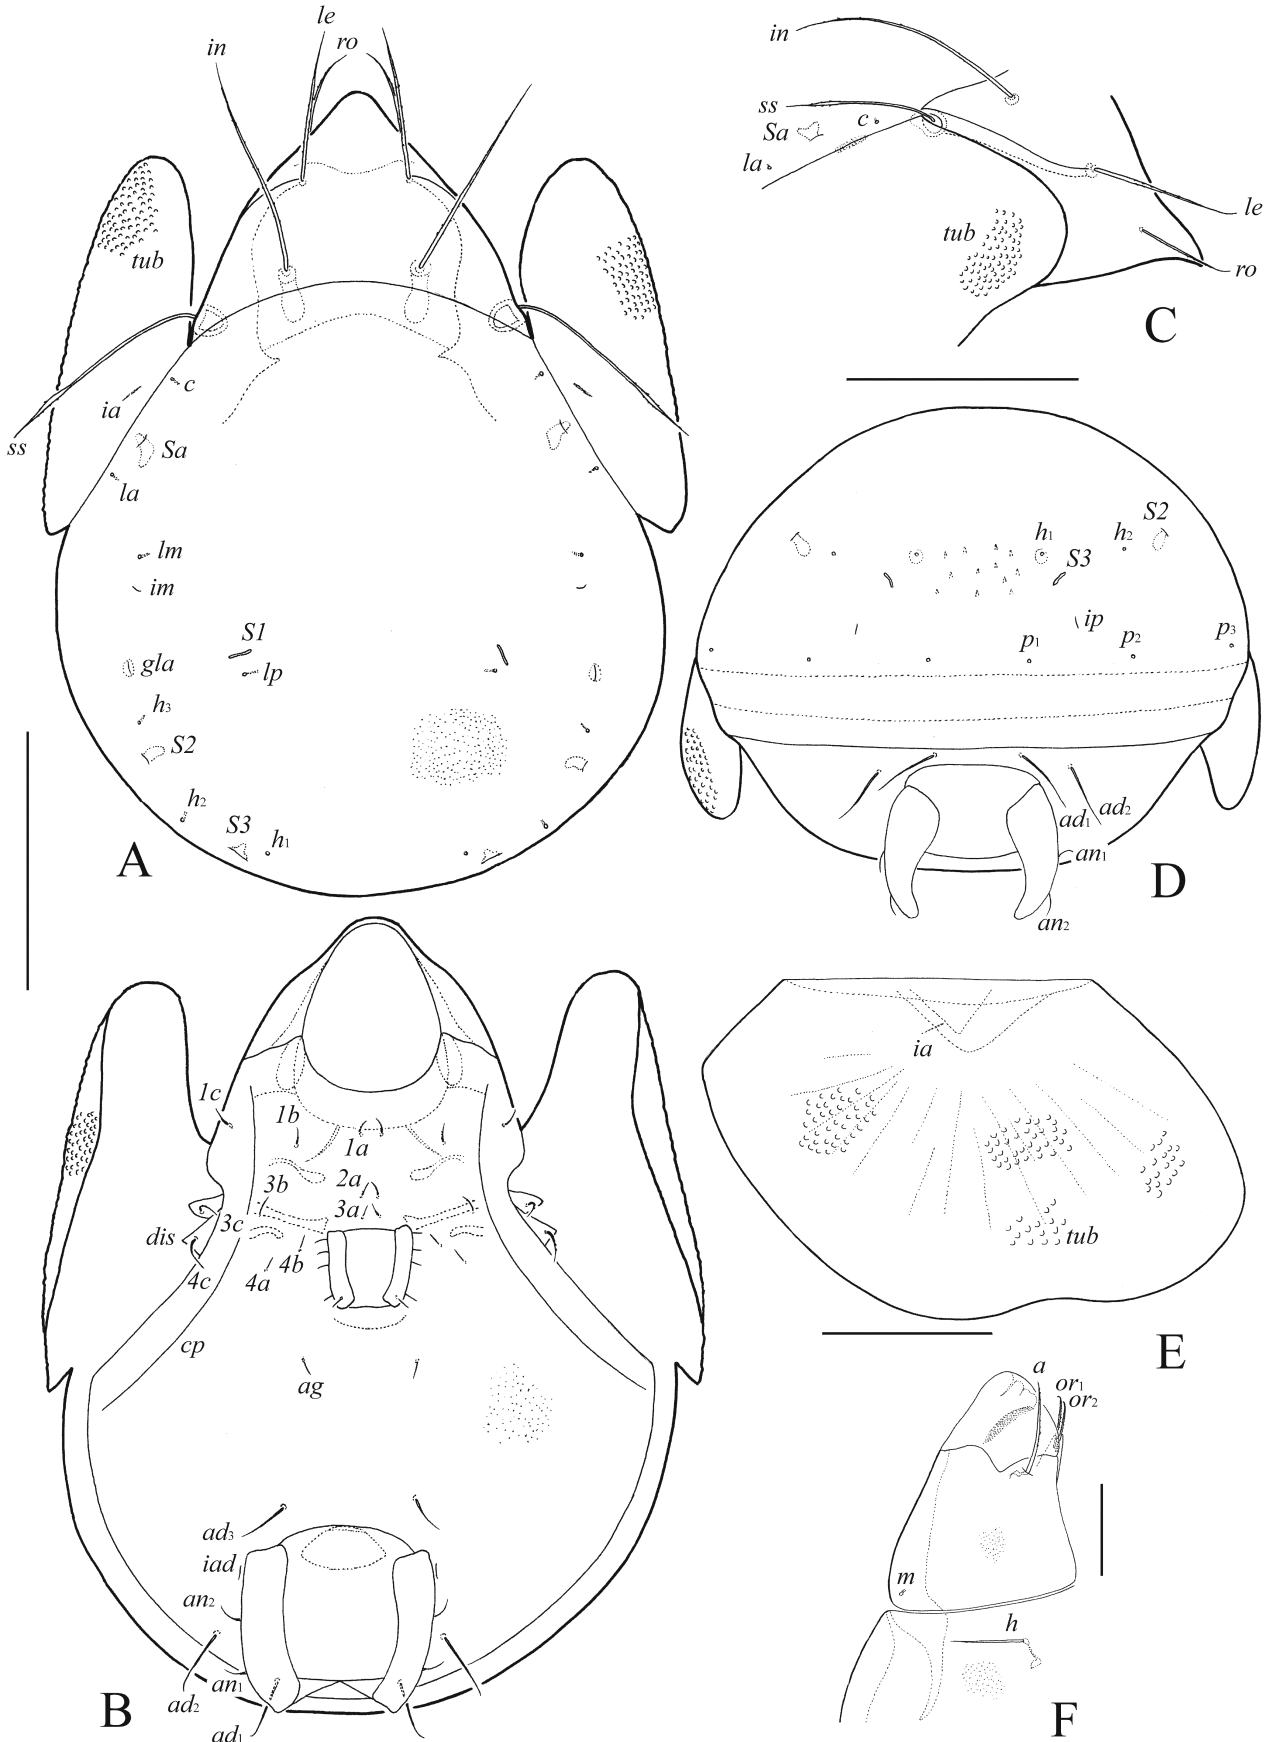 le
in
ro
tub
c
ia
ss
Sa
la
lm
im
S1
gla
lp
h3
S2
h2
S3
h1
A
in
ss
Sa
c
la
le
tub
ro
C
S2
h1
h2
S3
ip
p1
p2
p3
ad1
ad2
an1
D
an2
1c
1b
1a
2a
3b
3a
3c
dis
4b
4a
4c
cp
ag
ad3
iad
an2
an1
ad2
B
ad1
ia
tub
E
a
or1
or2
m
h
F